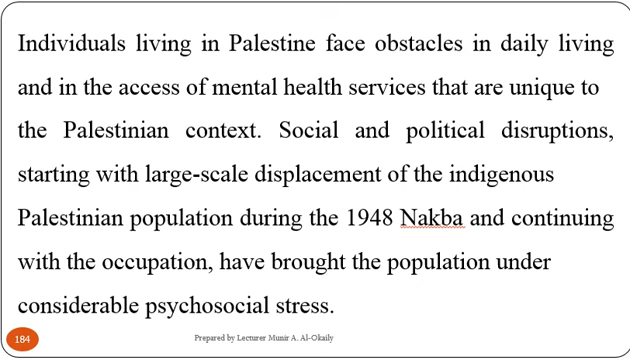 Individuals living in Palestine face obstacles in daily living
and in the access of mental health services that are unique to
the Palestinian context. Social and political disruptions,
starting with large-scale displacement of the indigenous
Palestinian population during the 1948 Nakba and continuing
with the occupation, have brought the population under
considerable psychosocial stress.
184
Prepared by Lecturer Munir A. Al-Okaily